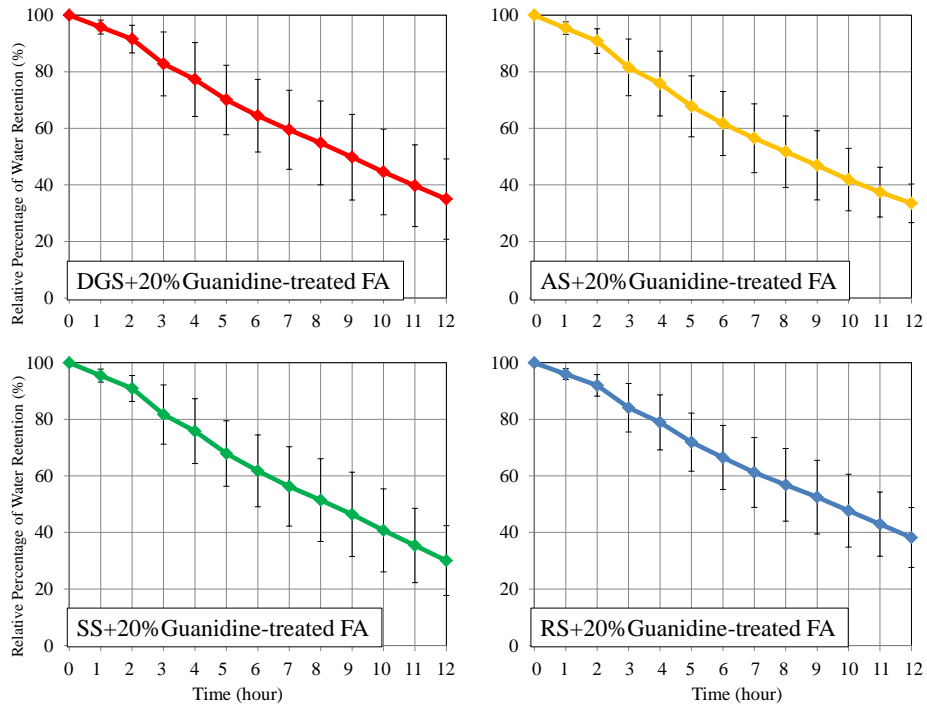 Relative Percentage of Water Retention (%)
100
80
60
40
20
0
DGS+20% Guanidine-treated FA
0 1 2 3 4 5 6 7 8 9 10 11 12
100
80
60
40
20
0
AS+20% Guanidine-treated FA
0 1 2 3 4 5 6 7 8 9 10 11 12
Relative Percentage of Water Retention (%)
100
80
60
40
20
0
SS+20% Guanidine-treated FA
0 1 2 3 4 5 6 7 8 9 10 11 12
Time (hour)
100
80
60
40
20
0
RS+20% Guanidine-treated FA
0 1 2 3 4 5 6 7 8 9 10 11 12
Time (hour)